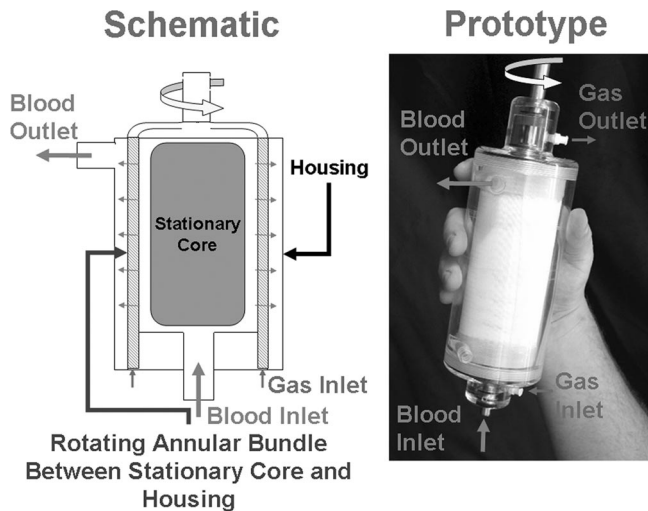 Schematic
Blood
Outlet
Housing
Stationary
Core
Gas Inlet
Blood Inlet
Rotating Annular Bundle
Between Stationary Core and
Housing
Prototype
Gas
Outlet
Blood
Outlet
Gas
Inlet
Blood
Inlet